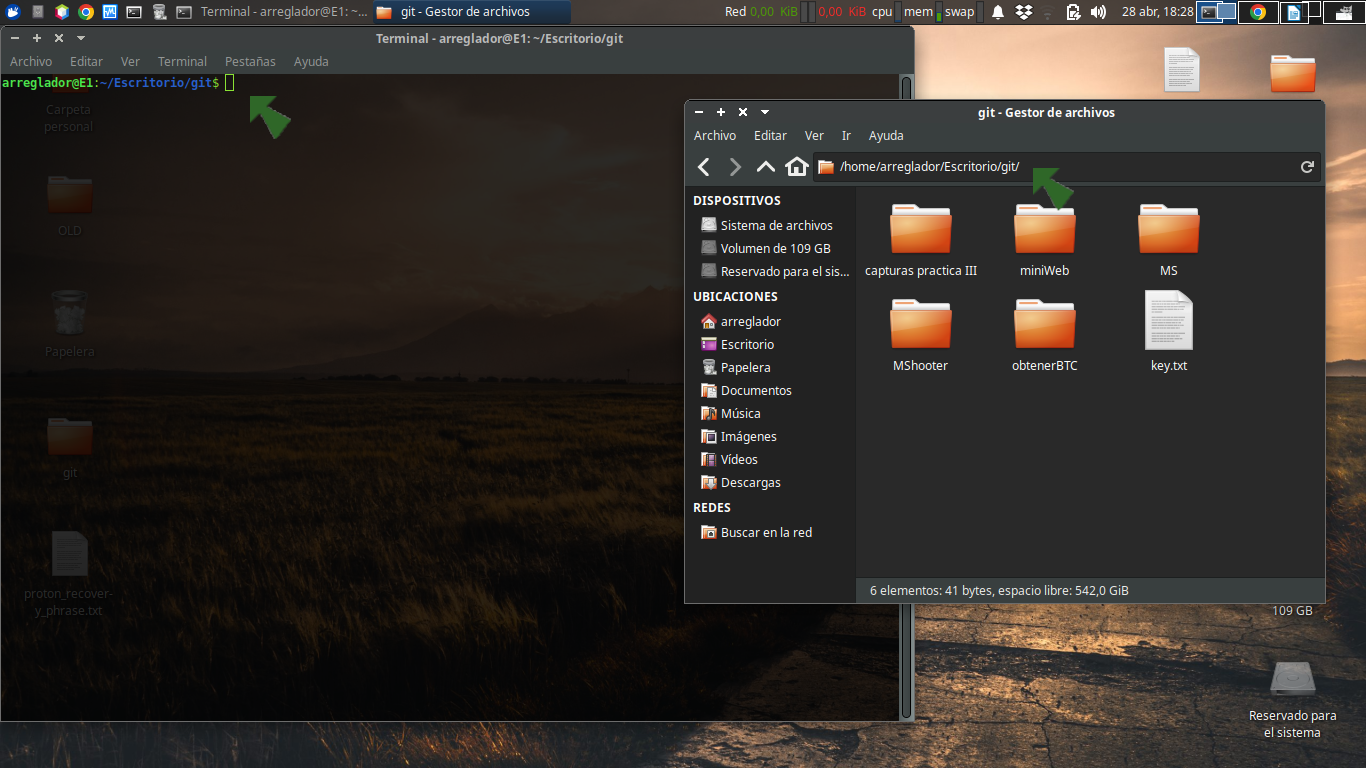 Terminal - arreglador@E1: ~...
git - Gestor de archivos
Red 0,00 KiB 0,00 KiB cpu mem swap
28 abr, 18:28
Terminal - arreglador@E1: ~/Escritorio/git
Archivo Editar Ver Terminal Pestañas Ayuda
arreglador@E1:~/Escritorio/git$
Carpeta
personal
OLD
Papelera
git
proton_recover-
y_phrase.txt
git - Gestor de archivos
Archivo Editar Ver Ir Ayuda
/home/arreglador/Escritorio/git/
DISPOSITIVOS
Sistema de archivos
Volumen de 109 GB
Reservado para el sis...
UBICACIONES
arreglador
Escritorio
Papelera
Documentos
Música
Imágenes
Vídeos
Descargas
REDES
Buscar en la red
capturas practica III
miniWeb
MS
MShooter
obtenerBTC
key.txt
6 elementos: 41 bytes, espacio libre: 542,0 GiB
109 GB
Reservado para
el sistema